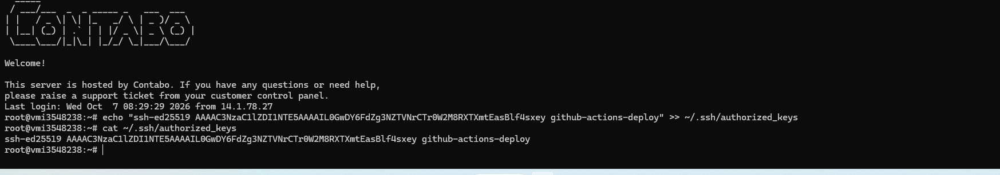 _____
 / ___/___  _  _ _____ _   ___  ___
| |   / _ \| \| |_   _/ \ | _ )/ _ \
| |__| (_) | .` | | |/ _ \| _ \ (_) |
 \____\___/|_|\_| |_/_/ \_|___/\___/
Welcome!
This server is hosted by Contabo. If you have any questions or need help,
please raise a support ticket from your customer control panel.
Last login: Wed Oct  7 08:29:29 2026 from 14.1.78.27
root@vmi3548238:~# echo "ssh-ed25519 AAAAC3NzaC1lZDI1NTE5AAAAIL0GwDY6FdZg3NZTVNrCTr0W2M8RXTXmtEasBlf4sxey github-actions-deploy" >> ~/.ssh/authorized_keys
root@vmi3548238:~# cat ~/.ssh/authorized_keys
ssh-ed25519 AAAAC3NzaC1lZDI1NTE5AAAAIL0GwDY6FdZg3NZTVNrCTr0W2M8RXTXmtEasBlf4sxey github-actions-deploy
root@vmi3548238:~#